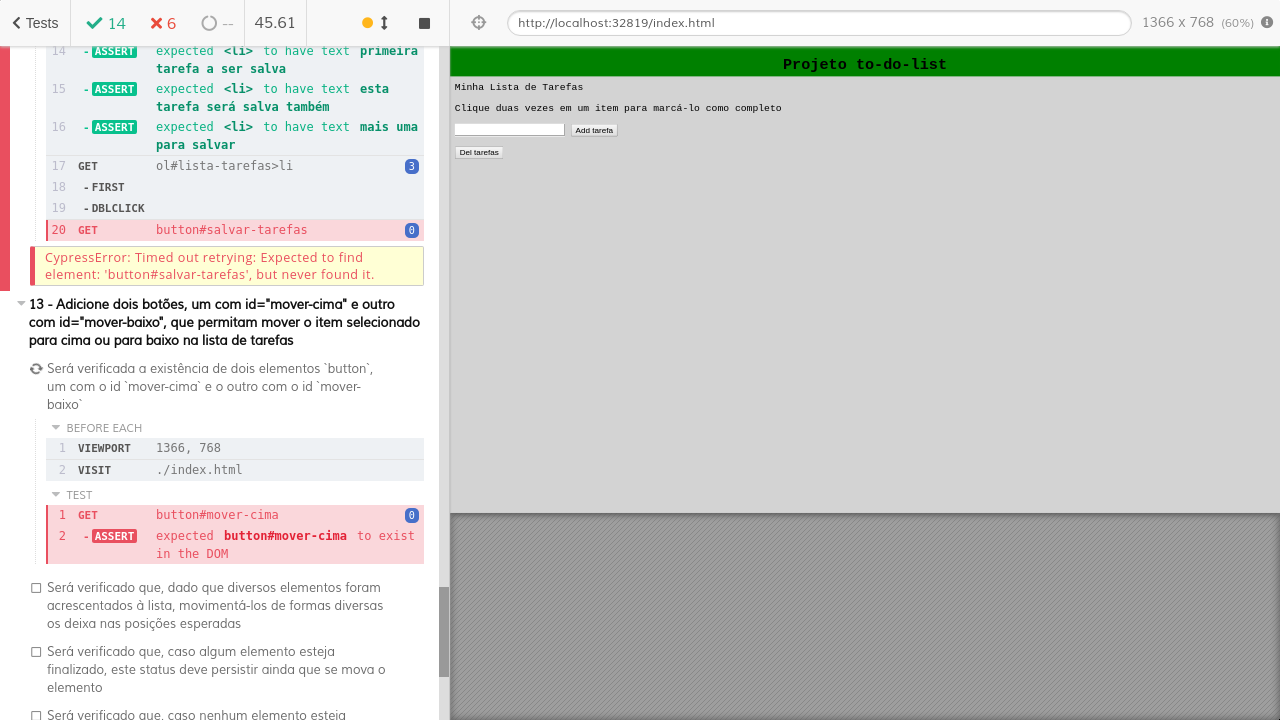 Tests 14 6 -- 45.61 http://localhost:32819/index.html 1366 x 768 (60%)
14 - ASSERT expected <li> to have text primeira
tarefa a ser salva
15 - ASSERT expected <li> to have text esta
tarefa será salva também
16 - ASSERT expected <li> to have text mais uma
para salvar
17 GET ol#lista-tarefas>li 3
18 - FIRST
19 - DBLCLICK
20 GET button#salvar-tarefas 0
CypressError: Timed out retrying: Expected to find
element: 'button#salvar-tarefas', but never found it.
13 - Adicione dois botões, um com id="mover-cima" e outro
com id="mover-baixo", que permitam mover o item selecionado
para cima ou para baixo na lista de tarefas
Será verificada a existência de dois elementos `button`,
um com o id `mover-cima` e o outro com o id `mover-
baixo`
BEFORE EACH
1 VIEWPORT 1366, 768
2 VISIT ./index.html
TEST
1 GET button#mover-cima 0
2 - ASSERT expected button#mover-cima to exist
in the DOM
Será verificado que, dado que diversos elementos foram
acrescentados à lista, movimentá-los de formas diversas
os deixa nas posições esperadas
Será verificado que, caso algum elemento esteja
finalizado, este status deve persistir ainda que se mova o
elemento
Será verificado que, caso nenhum elemento esteja
Projeto to-do-list
Minha Lista de Tarefas
Clique duas vezes em um item para marcá-lo como completo
Add tarefa
Del tarefas